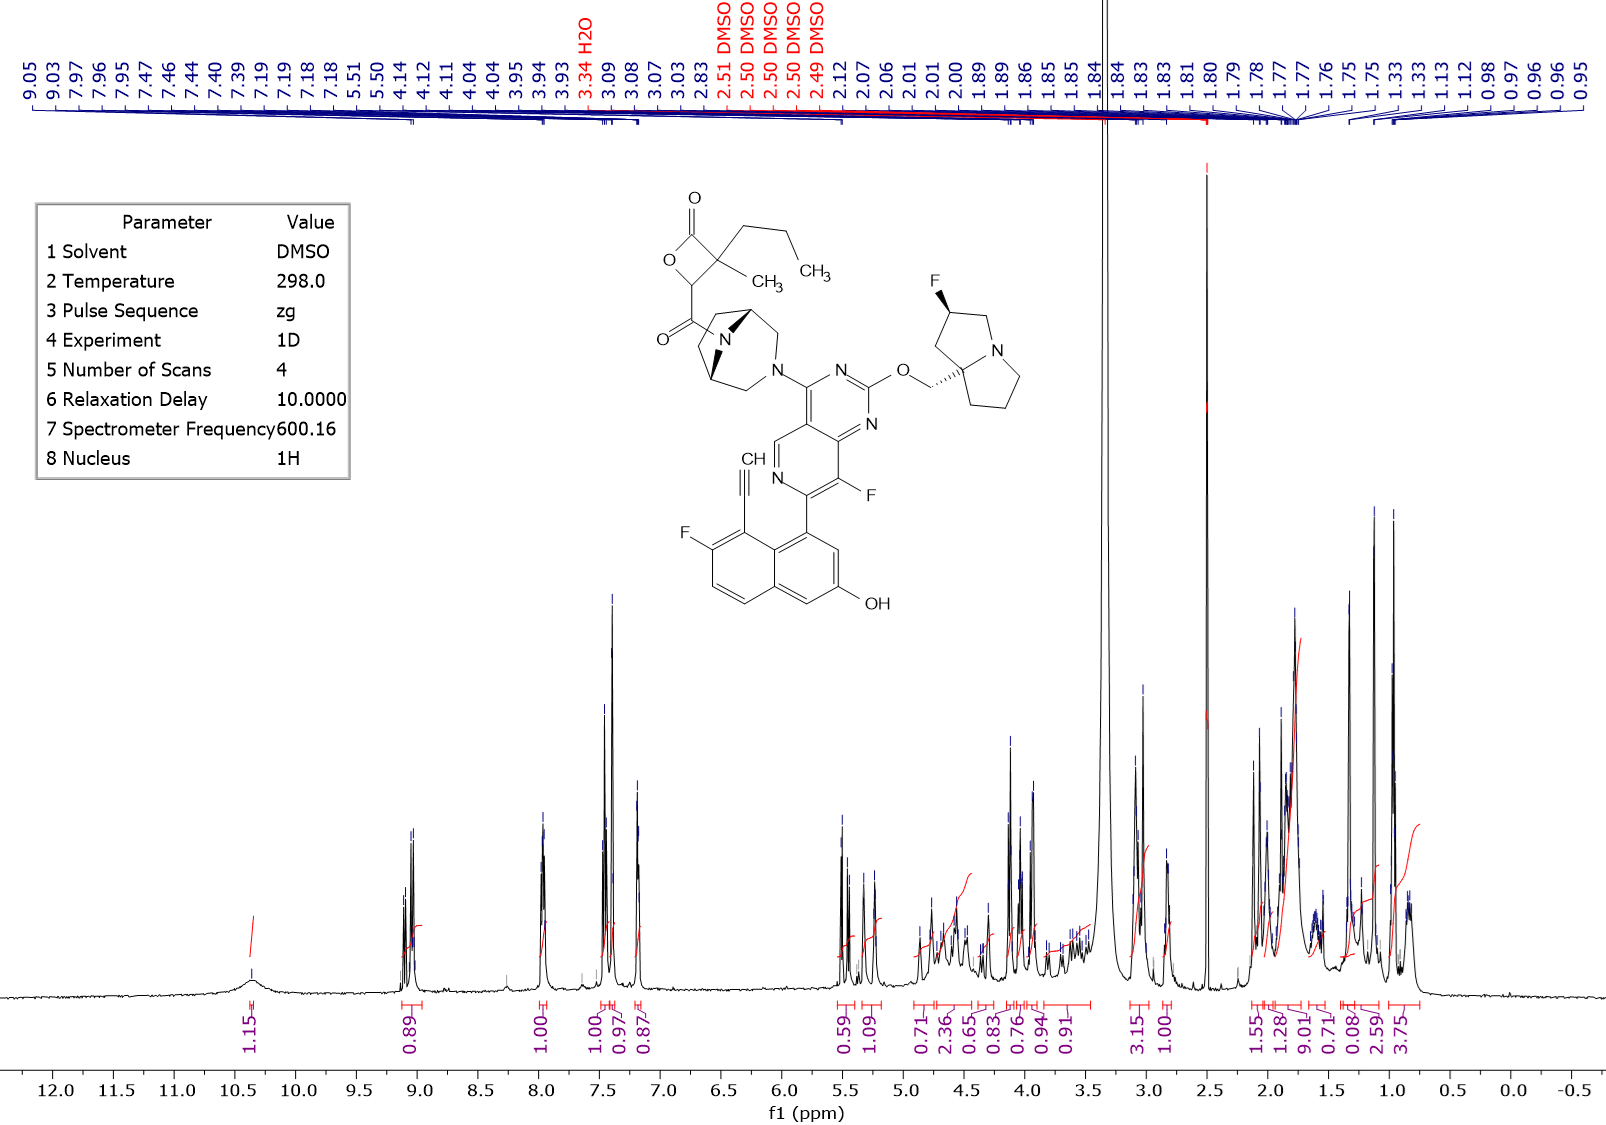 9.05 9.03 7.97 7.96 7.95 7.47 7.46 7.44 7.40 7.39 7.19 7.19 7.18 7.18 5.51 5.50 4.14 4.12 4.11 4.04 4.04 3.95 3.94 3.93 3.34 H2O 3.09 3.08 3.07 3.03 2.83 2.51 DMSO 2.50 DMSO 2.50 DMSO 2.50 DMSO 2.49 DMSO 2.12 2.07 2.06 2.01 2.01 2.00 1.89 1.89 1.86 1.85 1.85 1.84 1.84 1.83 1.83 1.81 1.80 1.79 1.78 1.77 1.77 1.76 1.75 1.75 1.33 1.33 1.13 1.12 0.98 0.97 0.96 0.96 0.95
Parameter Value
1 Solvent DMSO
2 Temperature 298.0
3 Pulse Sequence zg
4 Experiment 1D
5 Number of Scans 4
6 Relaxation Delay 10.0000
7 Spectrometer Frequency 600.16
8 Nucleus 1H
O
O
CH3
CH3
F
O
N
N
N
N
O
N
CH
N
F
F
OH
1.15 0.89 1.00 1.00 0.97 0.87 0.59 1.09 0.71 2.36 0.65 0.83 0.76 0.94 0.91 3.15 1.00 1.55 1.28 9.01 0.71 0.08 2.59 3.75
12.0 11.5 11.0 10.5 10.0 9.5 9.0 8.5 8.0 7.5 7.0 6.5 6.0 5.5 5.0 4.5 4.0 3.5 3.0 2.5 2.0 1.5 1.0 0.5 0.0 -0.5
f1 (ppm)